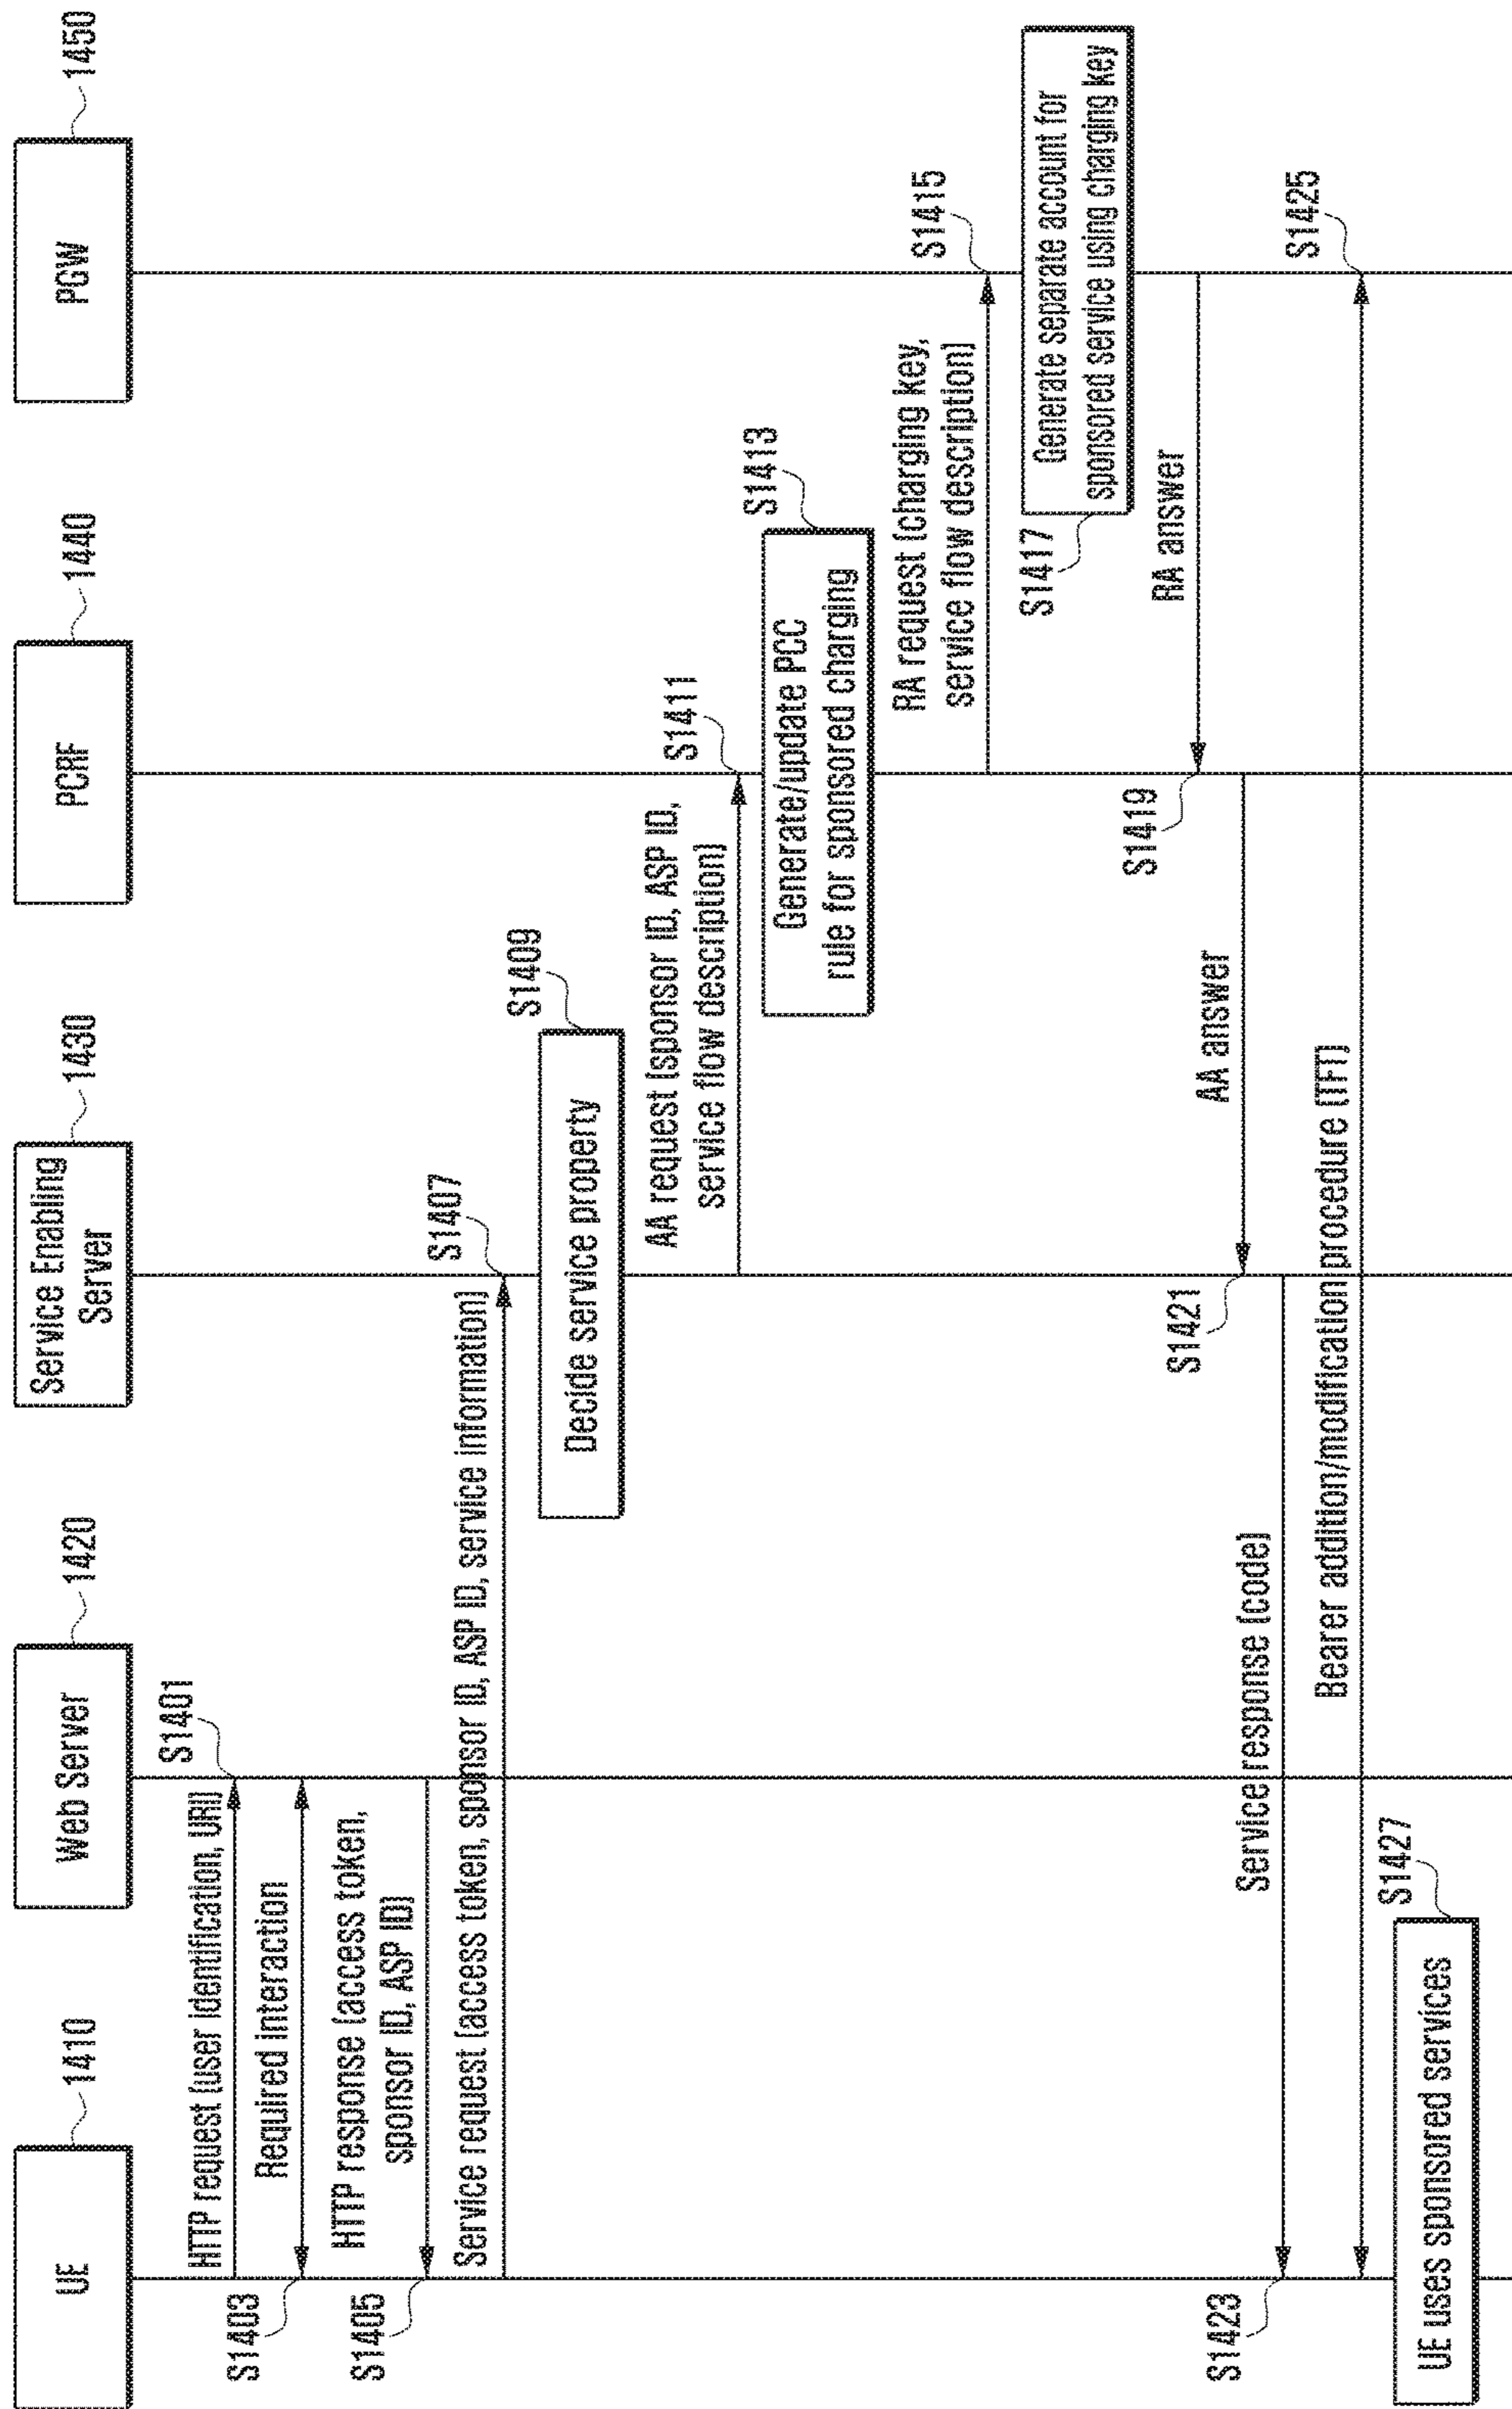 UE
1410
Web Server
1420
Service Enabling
Server
1430
PCRF
1440
PGW
1450
HTTP request (user identification, URI)
S1401
Required interaction
S1403
HTTP response (access token,
sponsor ID, ASP ID)
S1405
Service request (access token, sponsor ID, ASP ID, service information)
S1407
Decide service property
S1409
AA request (sponsor ID, ASP ID,
service flow description)
S1411
Generate/update PCC
rule for sponsored charging
S1413
RA request (charging key,
service flow description)
S1415
Generate separate account for
sponsored service using charging key
S1417
RA answer
S1419
AA answer
S1421
Service response (code)
S1423
Bearer addition/modification procedure (TFT)
S1425
UE uses sponsored services
S1427